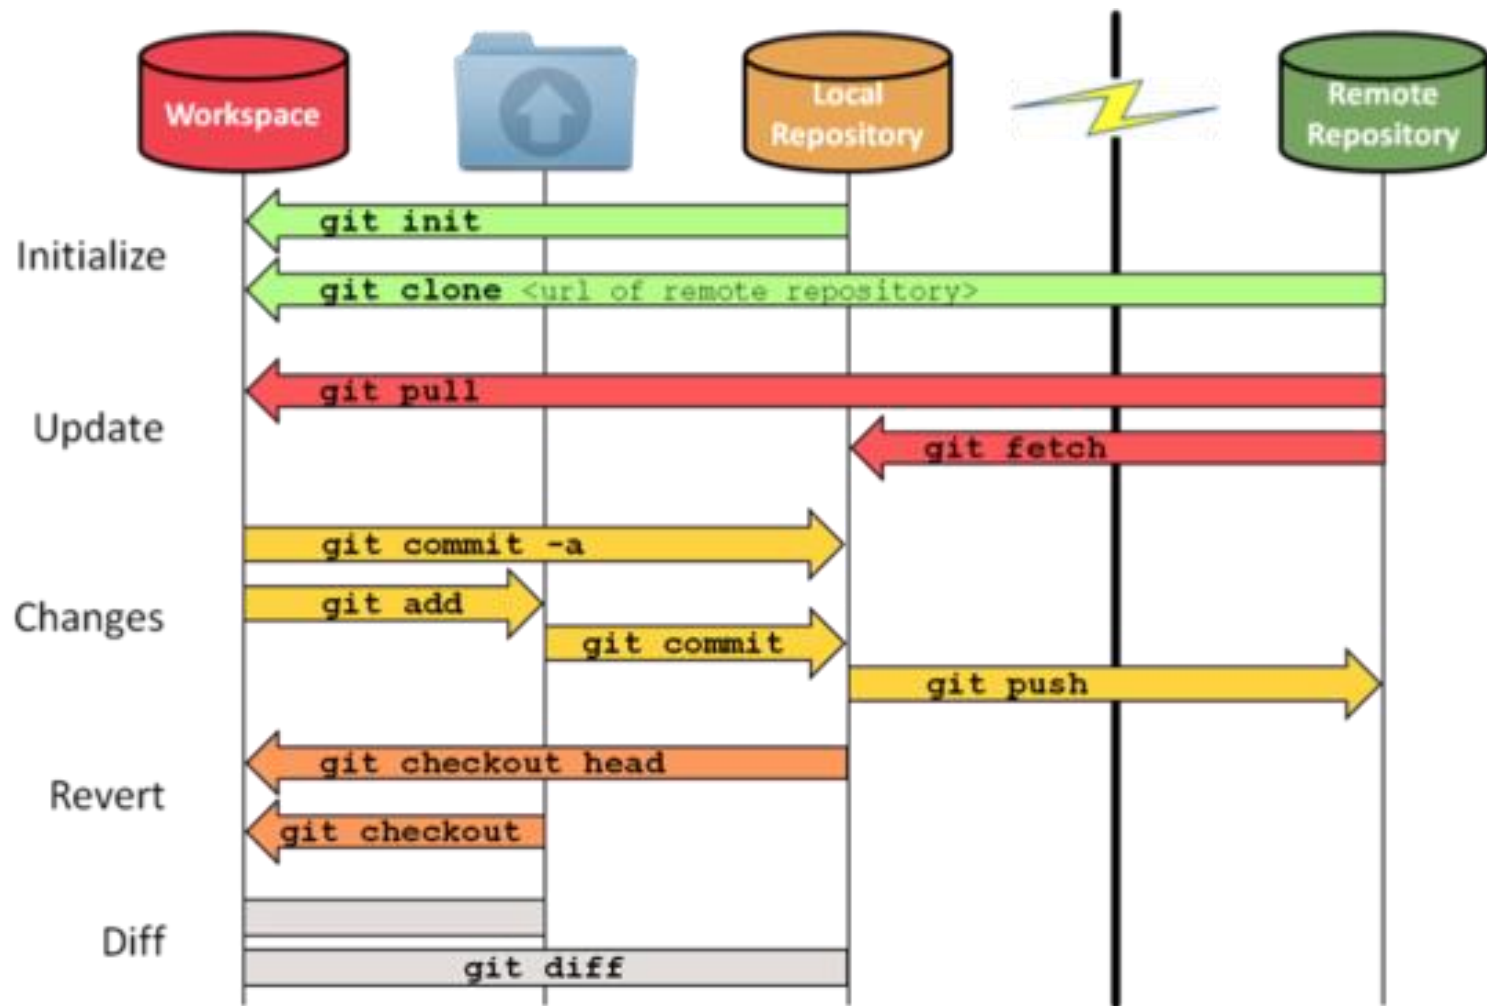 Workspace
Local
Repository
Remote
Repository
Initialize
git init
git clone <url of remote repository>
Update
git pull
git fetch
Changes
git commit -a
git add
git commit
git push
Revert
git checkout head
git checkout
Diff
git diff